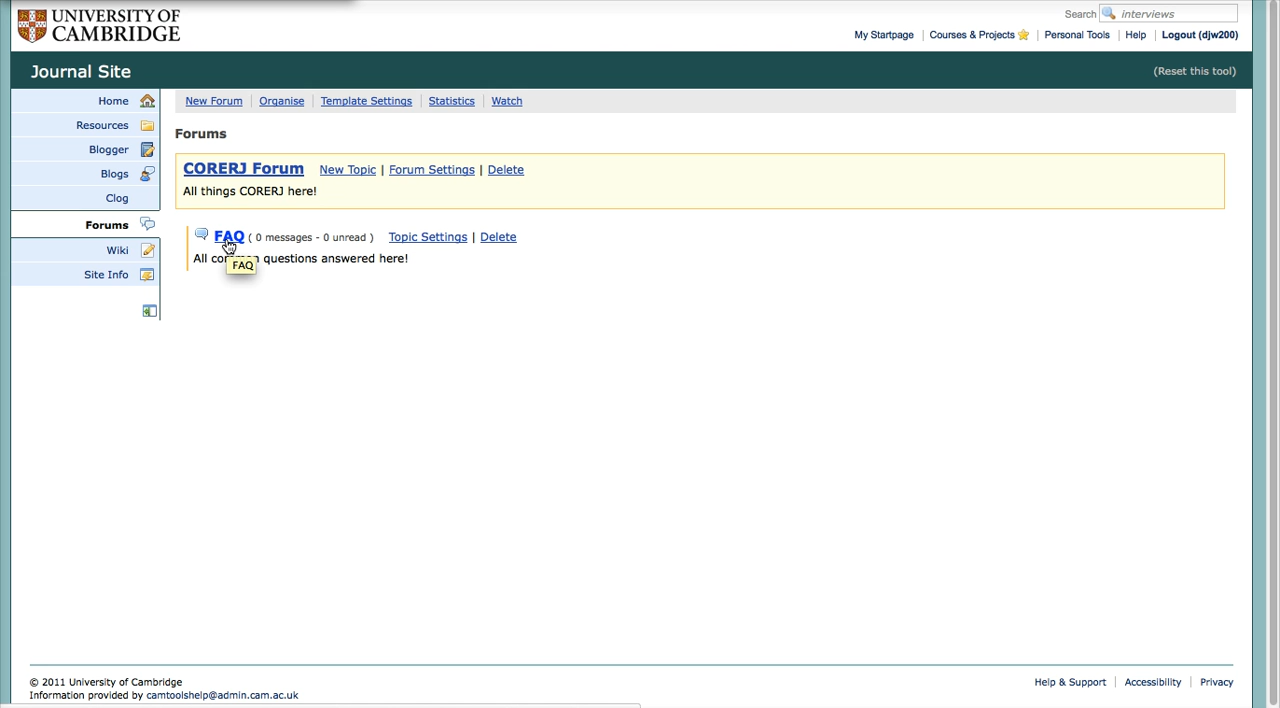 UNIVERSITY OF
CAMBRIDGE
Search interviews
My Startpage | Courses & Projects | Personal Tools | Help | Logout (djw200)
Journal Site
(Reset this tool)
Home
Resources
Blogger
Blogs
Clog
Forums
Wiki
Site Info
New Forum | Organise | Template Settings | Statistics | Watch
Forums
CORERJ Forum New Topic | Forum Settings | Delete
All things CORERJ here!
FAQ ( 0 messages - 0 unread ) Topic Settings | Delete
All questions answered here!
FAQ
© 2011 University of Cambridge
Information provided by camtoolshelp@admin.cam.ac.uk
Help & Support | Accessibility | Privacy